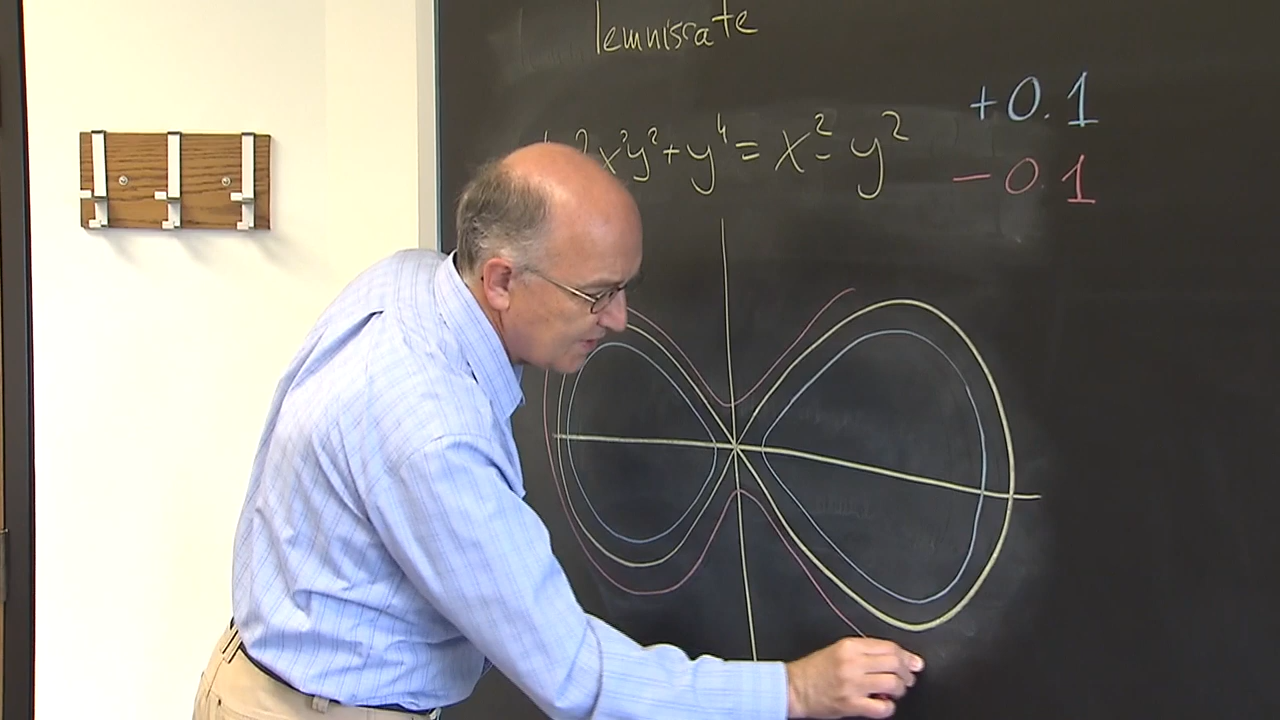 lemniscate
+0.1
2x²y²+y⁴=x²-y²
-0.1